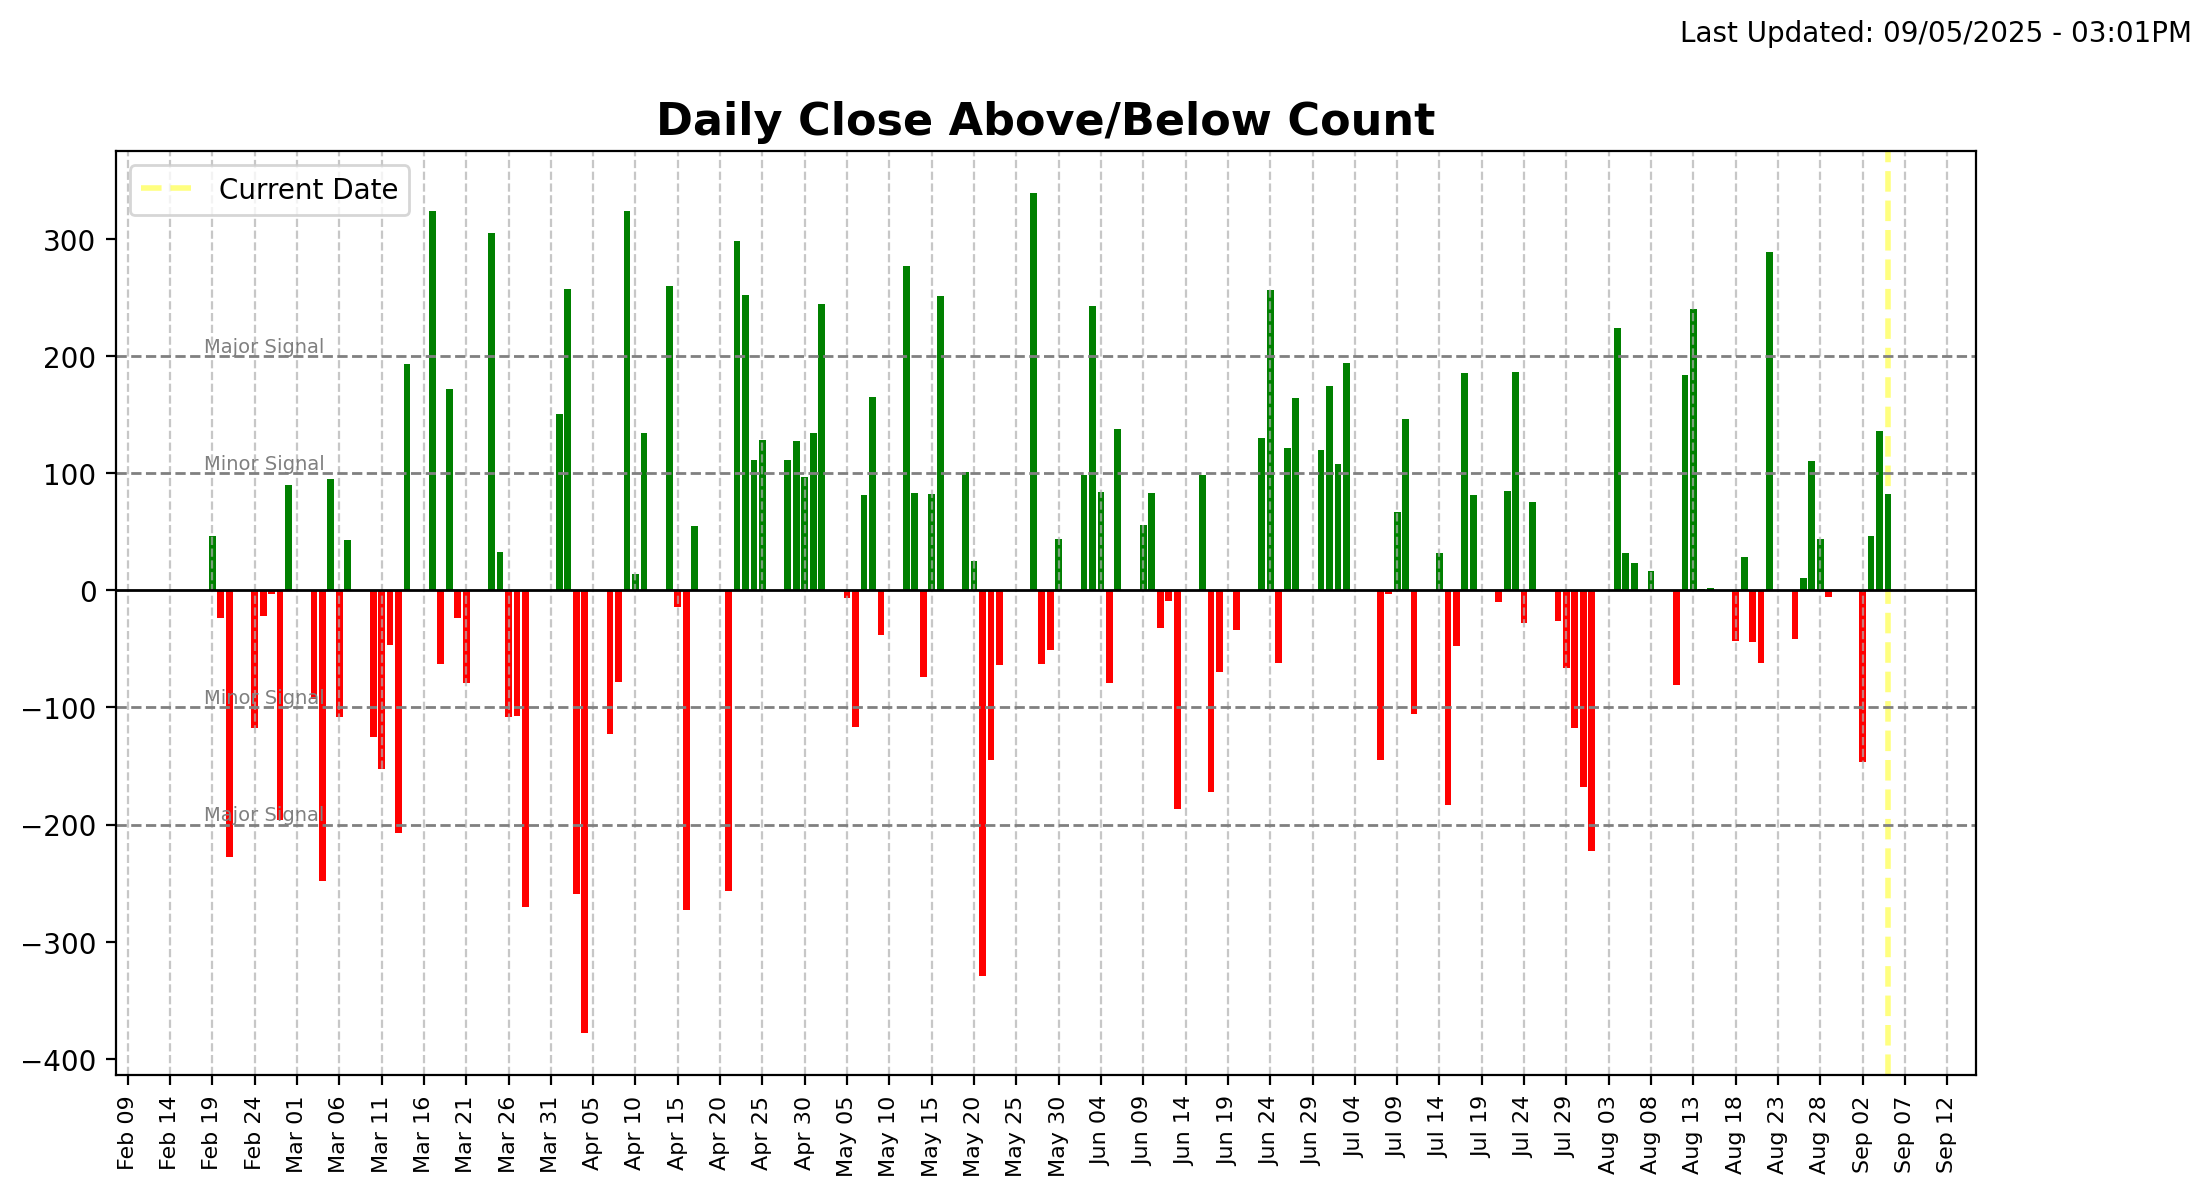 Last Updated: 09/05/2025 - 03:01PM
Daily Close Above/Below Count
Current Date
300
200
100
0
−100
−200
−300
−400
Major Signal
Minor Signal
Minor Signal
Major Signal
Feb 09
Feb 14
Feb 19
Feb 24
Mar 01
Mar 06
Mar 11
Mar 16
Mar 21
Mar 26
Mar 31
Apr 05
Apr 10
Apr 15
Apr 20
Apr 25
Apr 30
May 05
May 10
May 15
May 20
May 25
May 30
Jun 04
Jun 09
Jun 14
Jun 19
Jun 24
Jun 29
Jul 04
Jul 09
Jul 14
Jul 19
Jul 24
Jul 29
Aug 03
Aug 08
Aug 13
Aug 18
Aug 23
Aug 28
Sep 02
Sep 07
Sep 12